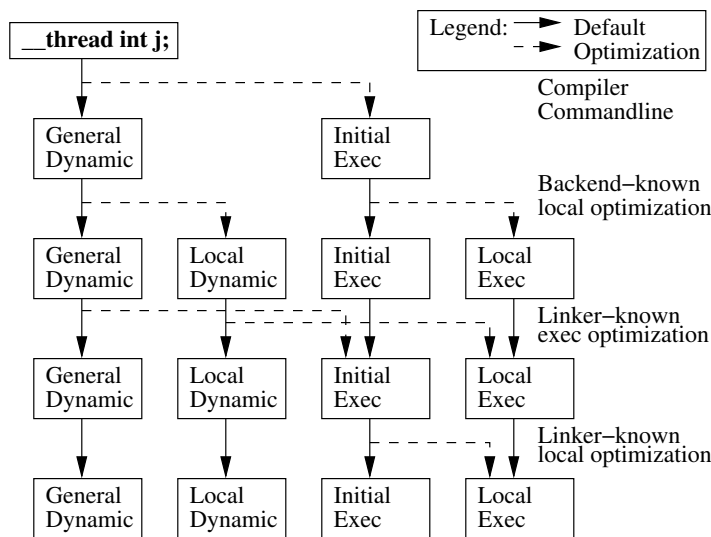 __thread int j;
Legend:
Default
Optimization
Compiler
Commandline
General
Dynamic
Initial
Exec
Backend−known
local optimization
General
Dynamic
Local
Dynamic
Initial
Exec
Local
Exec
Linker−known
exec optimization
General
Dynamic
Local
Dynamic
Initial
Exec
Local
Exec
Linker−known
local optimization
General
Dynamic
Local
Dynamic
Initial
Exec
Local
Exec